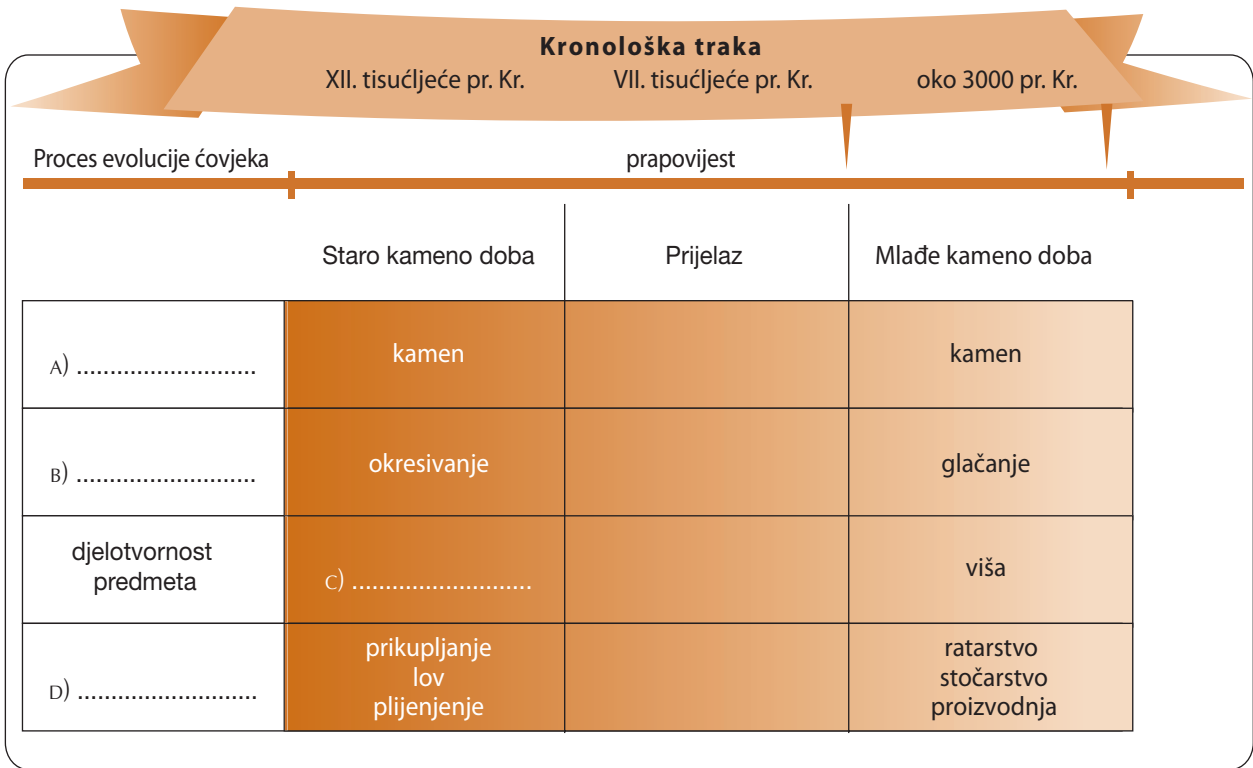 Kronološka traka
XII. tisućljeće pr. Kr. VII. tisućljeće pr. Kr. oko 3000 pr. Kr.
Proces evolucije ćovjeka prapovijest
Staro kameno doba Prijelaz Mlađe kameno doba
A) ........................... kamen kamen
B) ........................... okresivanje glačanje
djelotvornost
predmeta
C) ........................... viša
D) ...........................
prikupljanje
lov
plijenjenje
ratarstvo
stočarstvo
proizvodnja